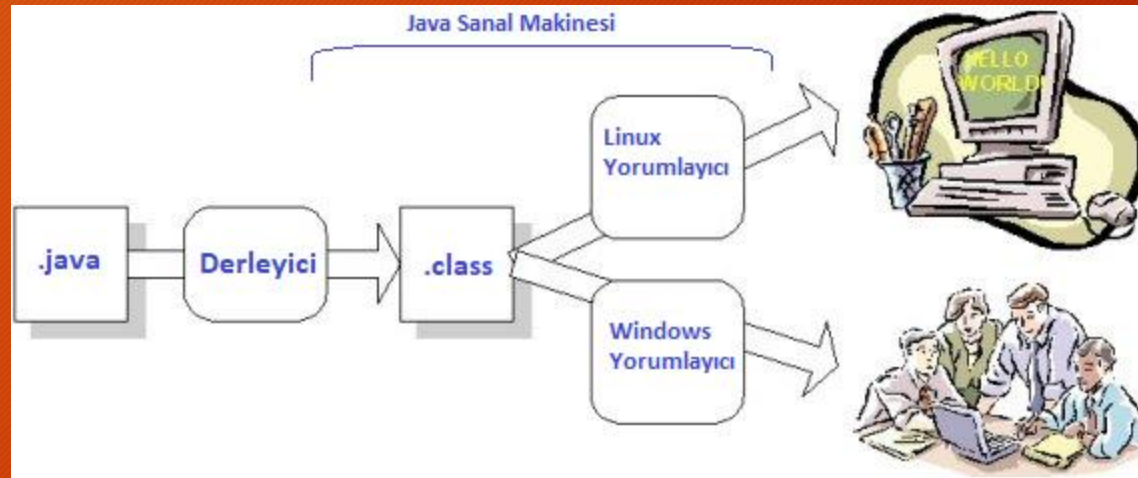 Java Sanal Makinesi
HELLO
WORLD!
Linux
Yorumlayıcı
.java
Derleyici
.class
Windows
Yorumlayıcı